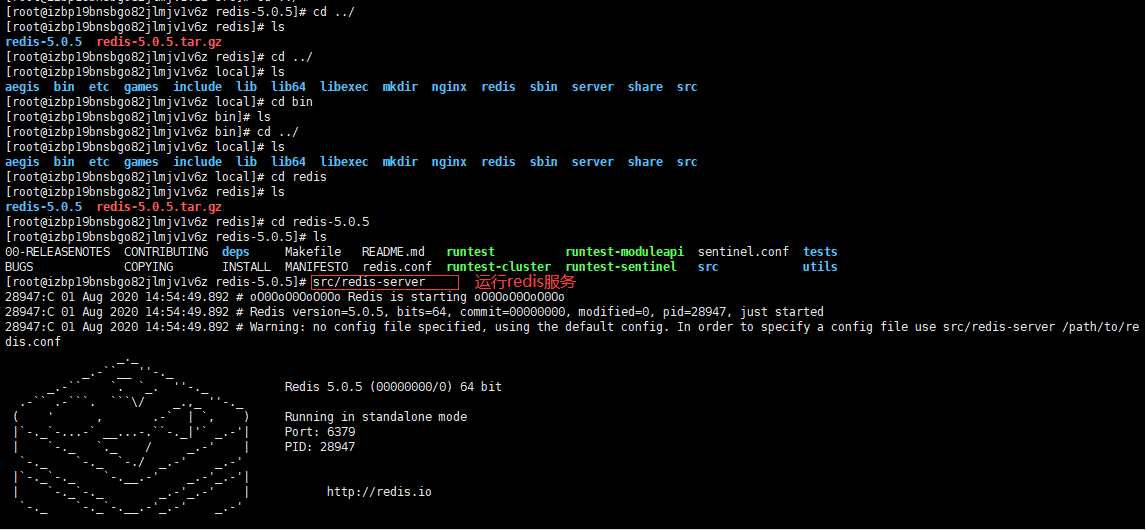 [root@izbp19bnsbgo82jlmjv1v6z redis-5.0.5]# cd ../
[root@izbp19bnsbgo82jlmjv1v6z redis]# ls
redis-5.0.5  redis-5.0.5.tar.gz
[root@izbp19bnsbgo82jlmjv1v6z redis]# cd ../
[root@izbp19bnsbgo82jlmjv1v6z local]# ls
aegis  bin  etc  games  include  lib  lib64  libexec  mkdir  nginx  redis  sbin  server  share  src
[root@izbp19bnsbgo82jlmjv1v6z local]# cd bin
[root@izbp19bnsbgo82jlmjv1v6z bin]# ls
[root@izbp19bnsbgo82jlmjv1v6z bin]# cd ../
[root@izbp19bnsbgo82jlmjv1v6z local]# ls
aegis  bin  etc  games  include  lib  lib64  libexec  mkdir  nginx  redis  sbin  server  share  src
[root@izbp19bnsbgo82jlmjv1v6z local]# cd redis
[root@izbp19bnsbgo82jlmjv1v6z redis]# ls
redis-5.0.5  redis-5.0.5.tar.gz
[root@izbp19bnsbgo82jlmjv1v6z redis]# cd redis-5.0.5
[root@izbp19bnsbgo82jlmjv1v6z redis-5.0.5]# ls
00-RELEASENOTES  CONTRIBUTING  deps     Makefile   README.md   runtest          runtest-moduleapi  sentinel.conf  tests
BUGS             COPYING       INSTALL  MANIFESTO  redis.conf  runtest-cluster  runtest-sentinel   src            utils
[root@izbp19bnsbgo82jlmjv1v6z redis-5.0.5]# src/redis-server 运行redis服务
28947:C 01 Aug 2020 14:54:49.892 # oO0OoO0OoO0Oo Redis is starting oO0OoO0OoO0Oo
28947:C 01 Aug 2020 14:54:49.892 # Redis version=5.0.5, bits=64, commit=00000000, modified=0, pid=28947, just started
28947:C 01 Aug 2020 14:54:49.892 # Warning: no config file specified, using the default config. In order to specify a config file use src/redis-server /path/to/re
dis.conf
Redis 5.0.5 (00000000/0) 64 bit
Running in standalone mode
Port: 6379
PID: 28947
http://redis.io